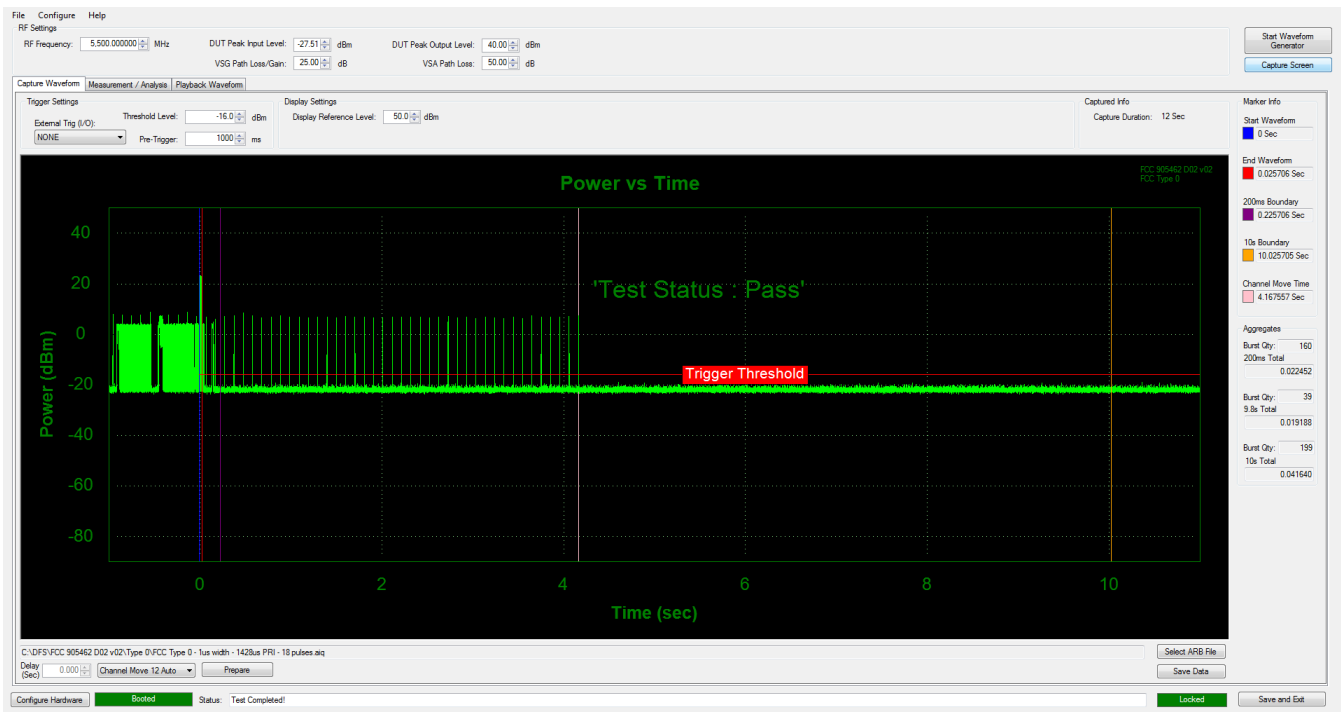 File Configure Help
RF Settings
RF Frequency: 5,500.000000 MHz DUT Peak Input Level: -27.51 dBm DUT Peak Output Level: 40.00 dBm
VSG Path Loss/Gain: 25.00 dB VSA Path Loss: 50.00 dB
Start Waveform
Generator
Capture Screen
Capture Waveform Measurement / Analysis Playback Waveform
Trigger Settings
External Trig (I/O):
NONE
Threshold Level: -16.0 dBm
Pre-Trigger: 1000 ms
Display Settings
Display Reference Level: 50.0 dBm
Captured Info
Capture Duration: 12 Sec
Power vs Time
FCC 905462 D02 v02
FCC Type 0
'Test Status : Pass'
Trigger Threshold
Power (dBm)
40
20
0
-20
-40
-60
-80
0 2 4 6 8 10
Time (sec)
Marker Info
Start Waveform
0 Sec
End Waveform
0.025706 Sec
200ms Boundary
0.225706 Sec
10s Boundary
10.025705 Sec
Channel Move Time
4.167557 Sec
Aggregates
Burst Qty: 160
200ms Total
0.022452
Burst Qty: 39
9.8s Total
0.019188
Burst Qty: 199
10s Total
0.041640
C:\DFS\FCC 905462 D02 v02\Type 0\FCC Type 0 - 1us width - 1428us PRI - 18 pulses.aiq
Select ARB File
Delay
(Sec) 0.000 Channel Move 12 Auto Prepare
Save Data
Configure Hardware Booted Status: Test Completed! Locked Save and Exit